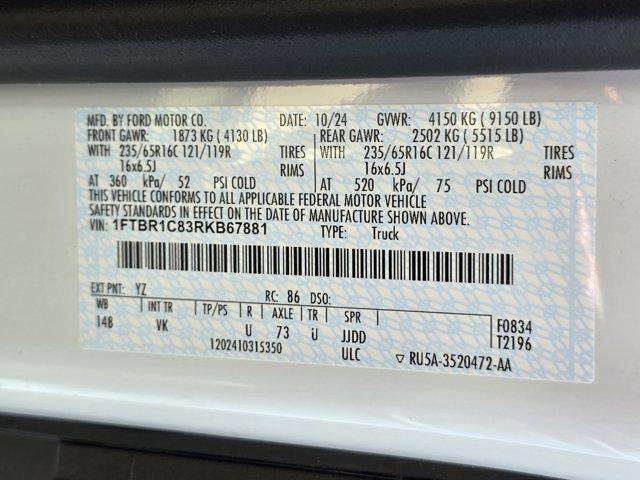 MFD. BY FORD MOTOR CO. DATE: 10/24 GVWR: 4150 KG ( 9150 LB)
FRONT GAWR: 1873 KG ( 4130 LB) REAR GAWR: 2502 KG ( 5515 LB)
WITH 235/65R16C 121/119R TIRES WITH 235/65R16C 121/119R TIRES
16x6.5J RIMS 16x6.5J RIMS
AT 360 kPa/ 52 PSI COLD AT 520 kPa/ 75 PSI COLD
THIS VEHICLE CONFORMS TO ALL APPLICABLE FEDERAL MOTOR VEHICLE
SAFETY STANDARDS IN EFFECT ON THE DATE OF MANUFACTURE SHOWN ABOVE.
VIN: 1FTBR1C83RKB67881 TYPE: Truck
EXT PNT: YZ RC: 86 DSO:
WB INT TR TP/PS R AXLE TR SPR F0834
148 VK U 73 U JJDD T2196
1202410315350 ULC ▽ RU5A-3520472-AA